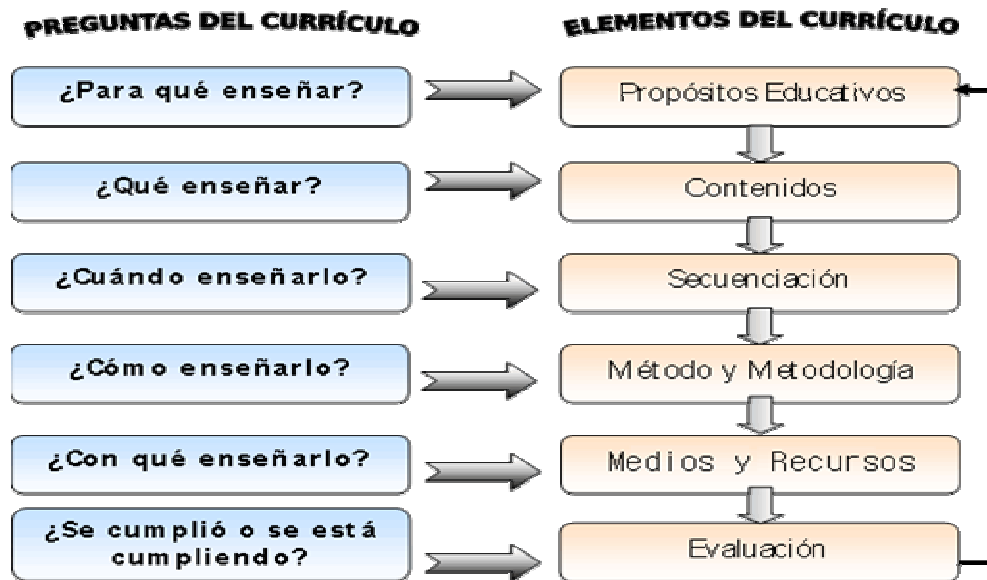 PREGUNTAS DEL CURRÍCULO
ELEMENTOS DEL CURRÍCULO
¿Para qué enseñar?
Propósitos Educativos
¿Qué enseñar?
Contenidos
¿Cuándo enseñarlo?
Secuenciación
¿Cómo enseñarlo?
Método y Metodología
¿Con qué enseñarlo?
Medios y Recursos
¿Se cumplió o se está
cumpliendo?
Evaluación